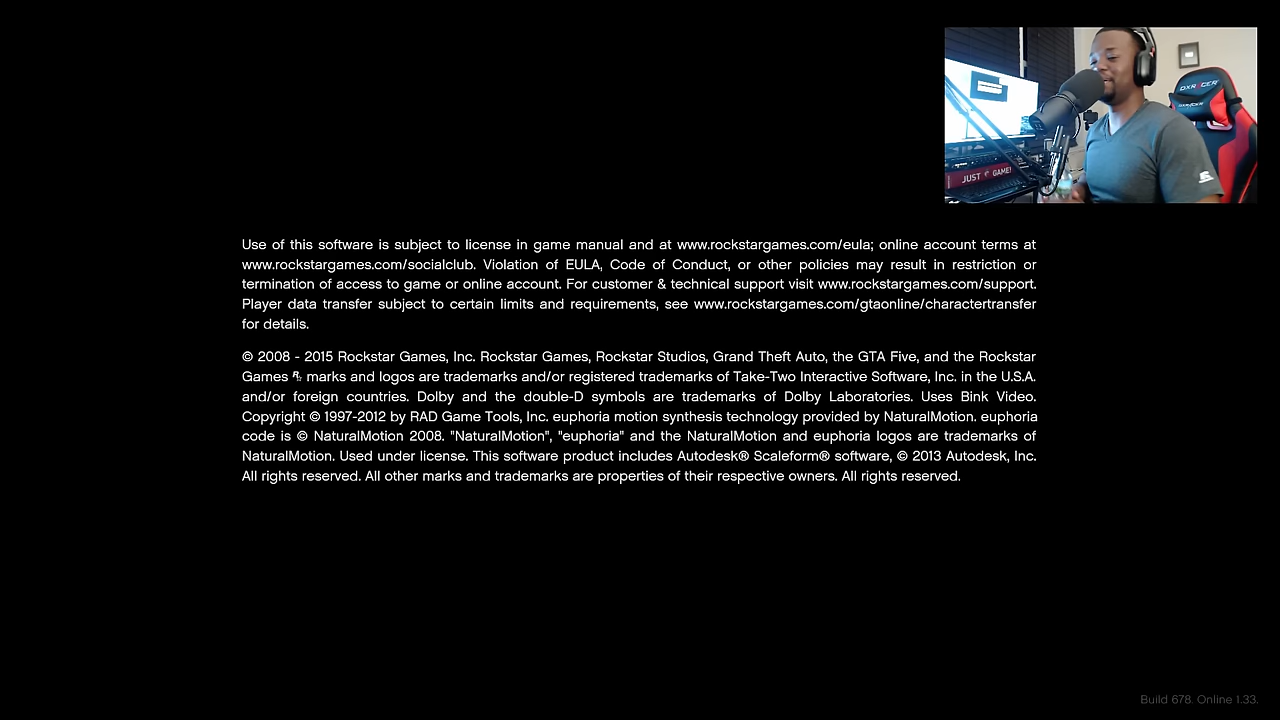 DXRACER
DXRACER
JUST GAME!
Use of this software is subject to license in game manual and at www.rockstargames.com/eula; online account terms at
www.rockstargames.com/socialclub. Violation of EULA, Code of Conduct, or other policies may result in restriction or
termination of access to game or online account. For customer & technical support visit www.rockstargames.com/support.
Player data transfer subject to certain limits and requirements, see www.rockstargames.com/gtaonline/charactertransfer
for details.
© 2008 - 2015 Rockstar Games, Inc. Rockstar Games, Rockstar Studios, Grand Theft Auto, the GTA Five, and the Rockstar
Games R* marks and logos are trademarks and/or registered trademarks of Take-Two Interactive Software, Inc. in the U.S.A.
and/or foreign countries. Dolby and the double-D symbols are trademarks of Dolby Laboratories. Uses Bink Video.
Copyright © 1997-2012 by RAD Game Tools, Inc. euphoria motion synthesis technology provided by NaturalMotion. euphoria
code is © NaturalMotion 2008. "NaturalMotion", "euphoria" and the NaturalMotion and euphoria logos are trademarks of
NaturalMotion. Used under license. This software product includes Autodesk® Scaleform® software, © 2013 Autodesk, Inc.
All rights reserved. All other marks and trademarks are properties of their respective owners. All rights reserved.
Build 678. Online 1.33.